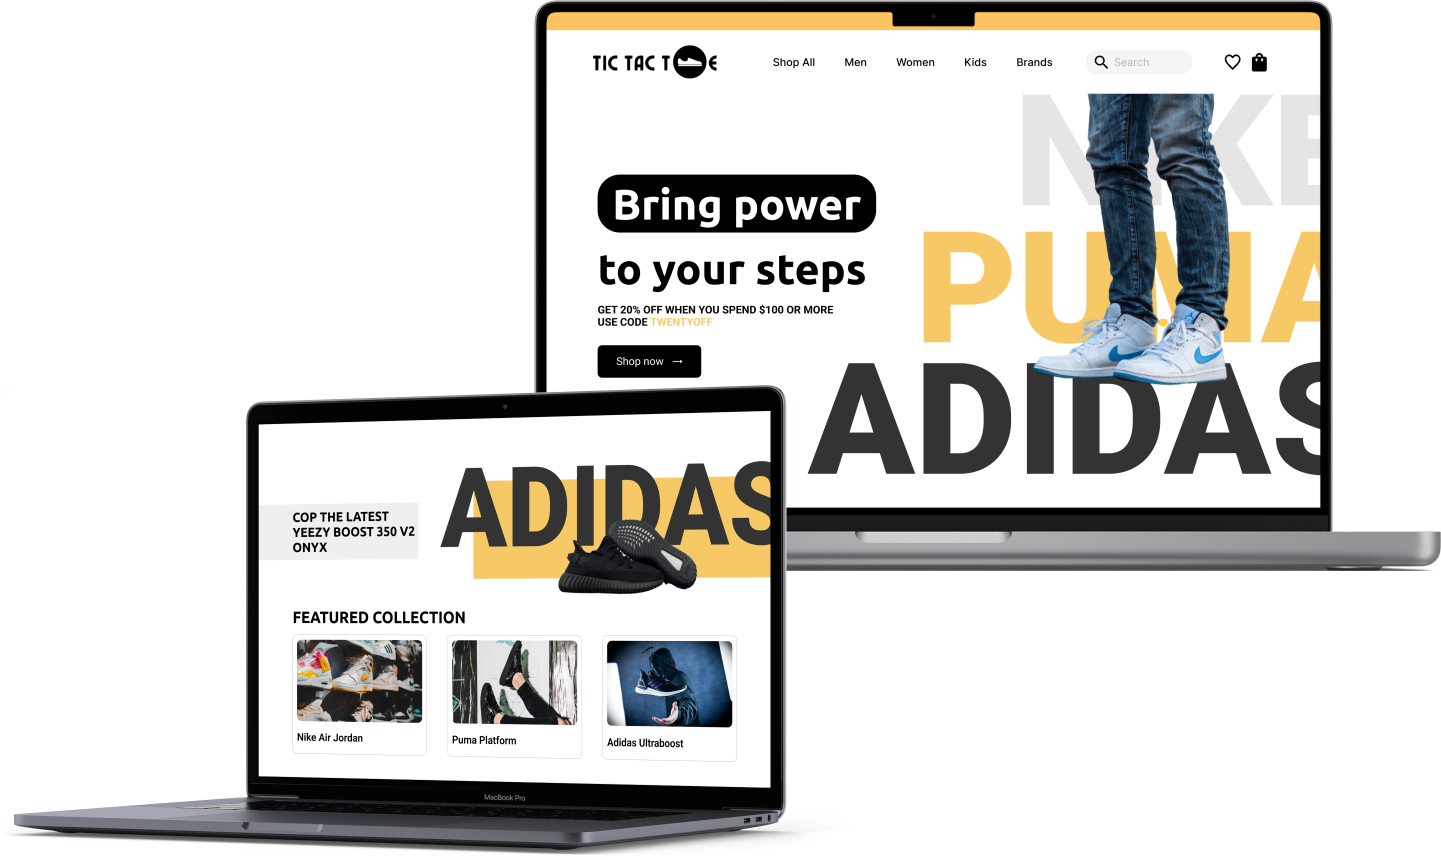 TIC TAC T E
Shop All
Men
Women
Kids
Brands
Search
NIKE
PUMA
ADIDAS
Bring power
to your steps
GET 20% OFF WHEN YOU SPEND $100 OR MORE
USE CODE TWENTYOFF
Shop now →
ADIDAS
COP THE LATEST
YEEZY BOOST 350 V2
ONYX
FEATURED COLLECTION
Nike Air Jordan
Puma Platform
Adidas Ultraboost
MacBook Pro